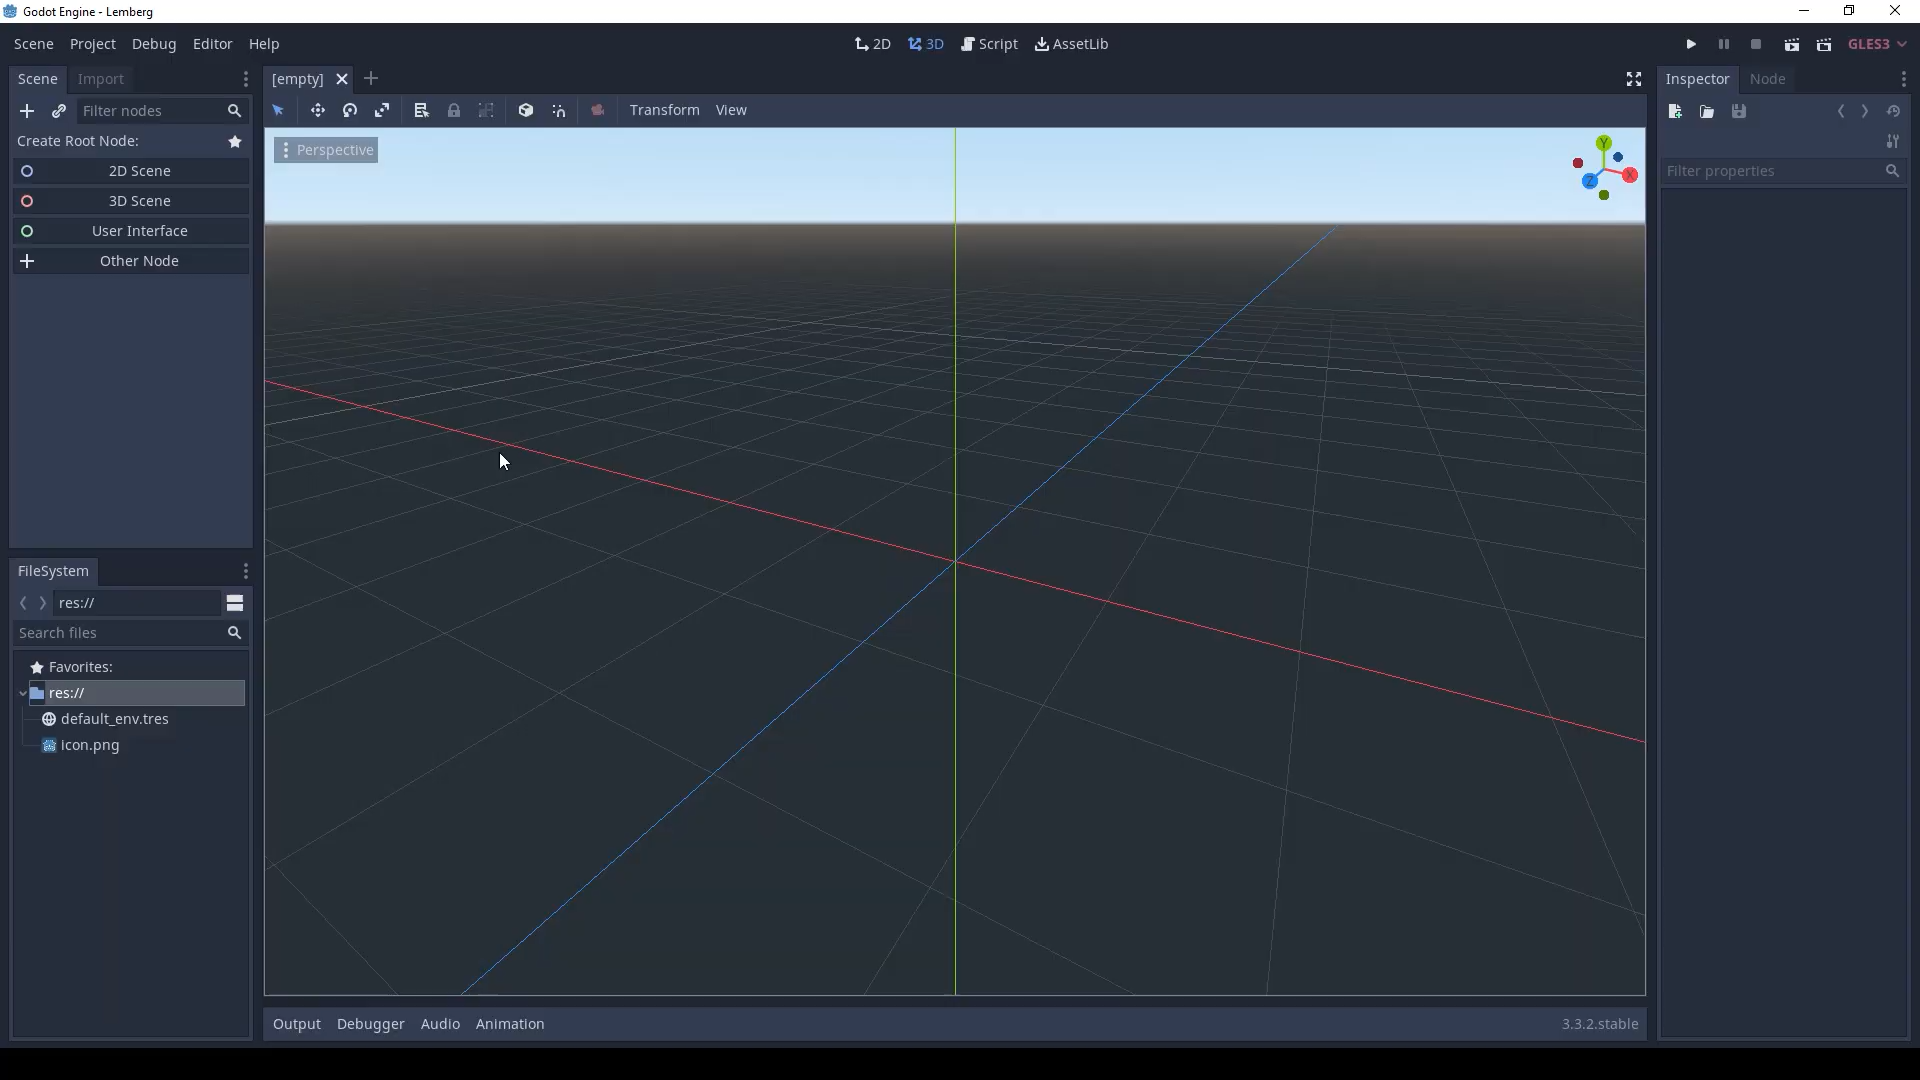 Godot Engine - Lemberg
Scene Project Debug Editor Help
2D 3D Script AssetLib
GLES3
Scene Import
Filter nodes
Create Root Node:
2D Scene
3D Scene
User Interface
Other Node
FileSystem
res://
Search files
Favorites:
res://
default_env.tres
icon.png
[empty]
Transform View
Perspective
Y
X
Z
Output Debugger Audio Animation
3.3.2.stable
Inspector Node
Filter properties